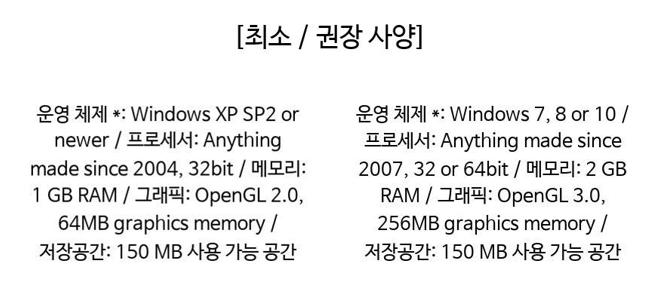 [최소 / 권장 사양]
운영 체제 *: Windows XP SP2 or
newer / 프로세서: Anything
made since 2004, 32bit / 메모리:
1 GB RAM / 그래픽: OpenGL 2.0,
64MB graphics memory /
저장공간: 150 MB 사용 가능 공간
운영 체제 *: Windows 7, 8 or 10 /
프로세서: Anything made since
2007, 32 or 64bit / 메모리: 2 GB
RAM / 그래픽: OpenGL 3.0,
256MB graphics memory /
저장공간: 150 MB 사용 가능 공간